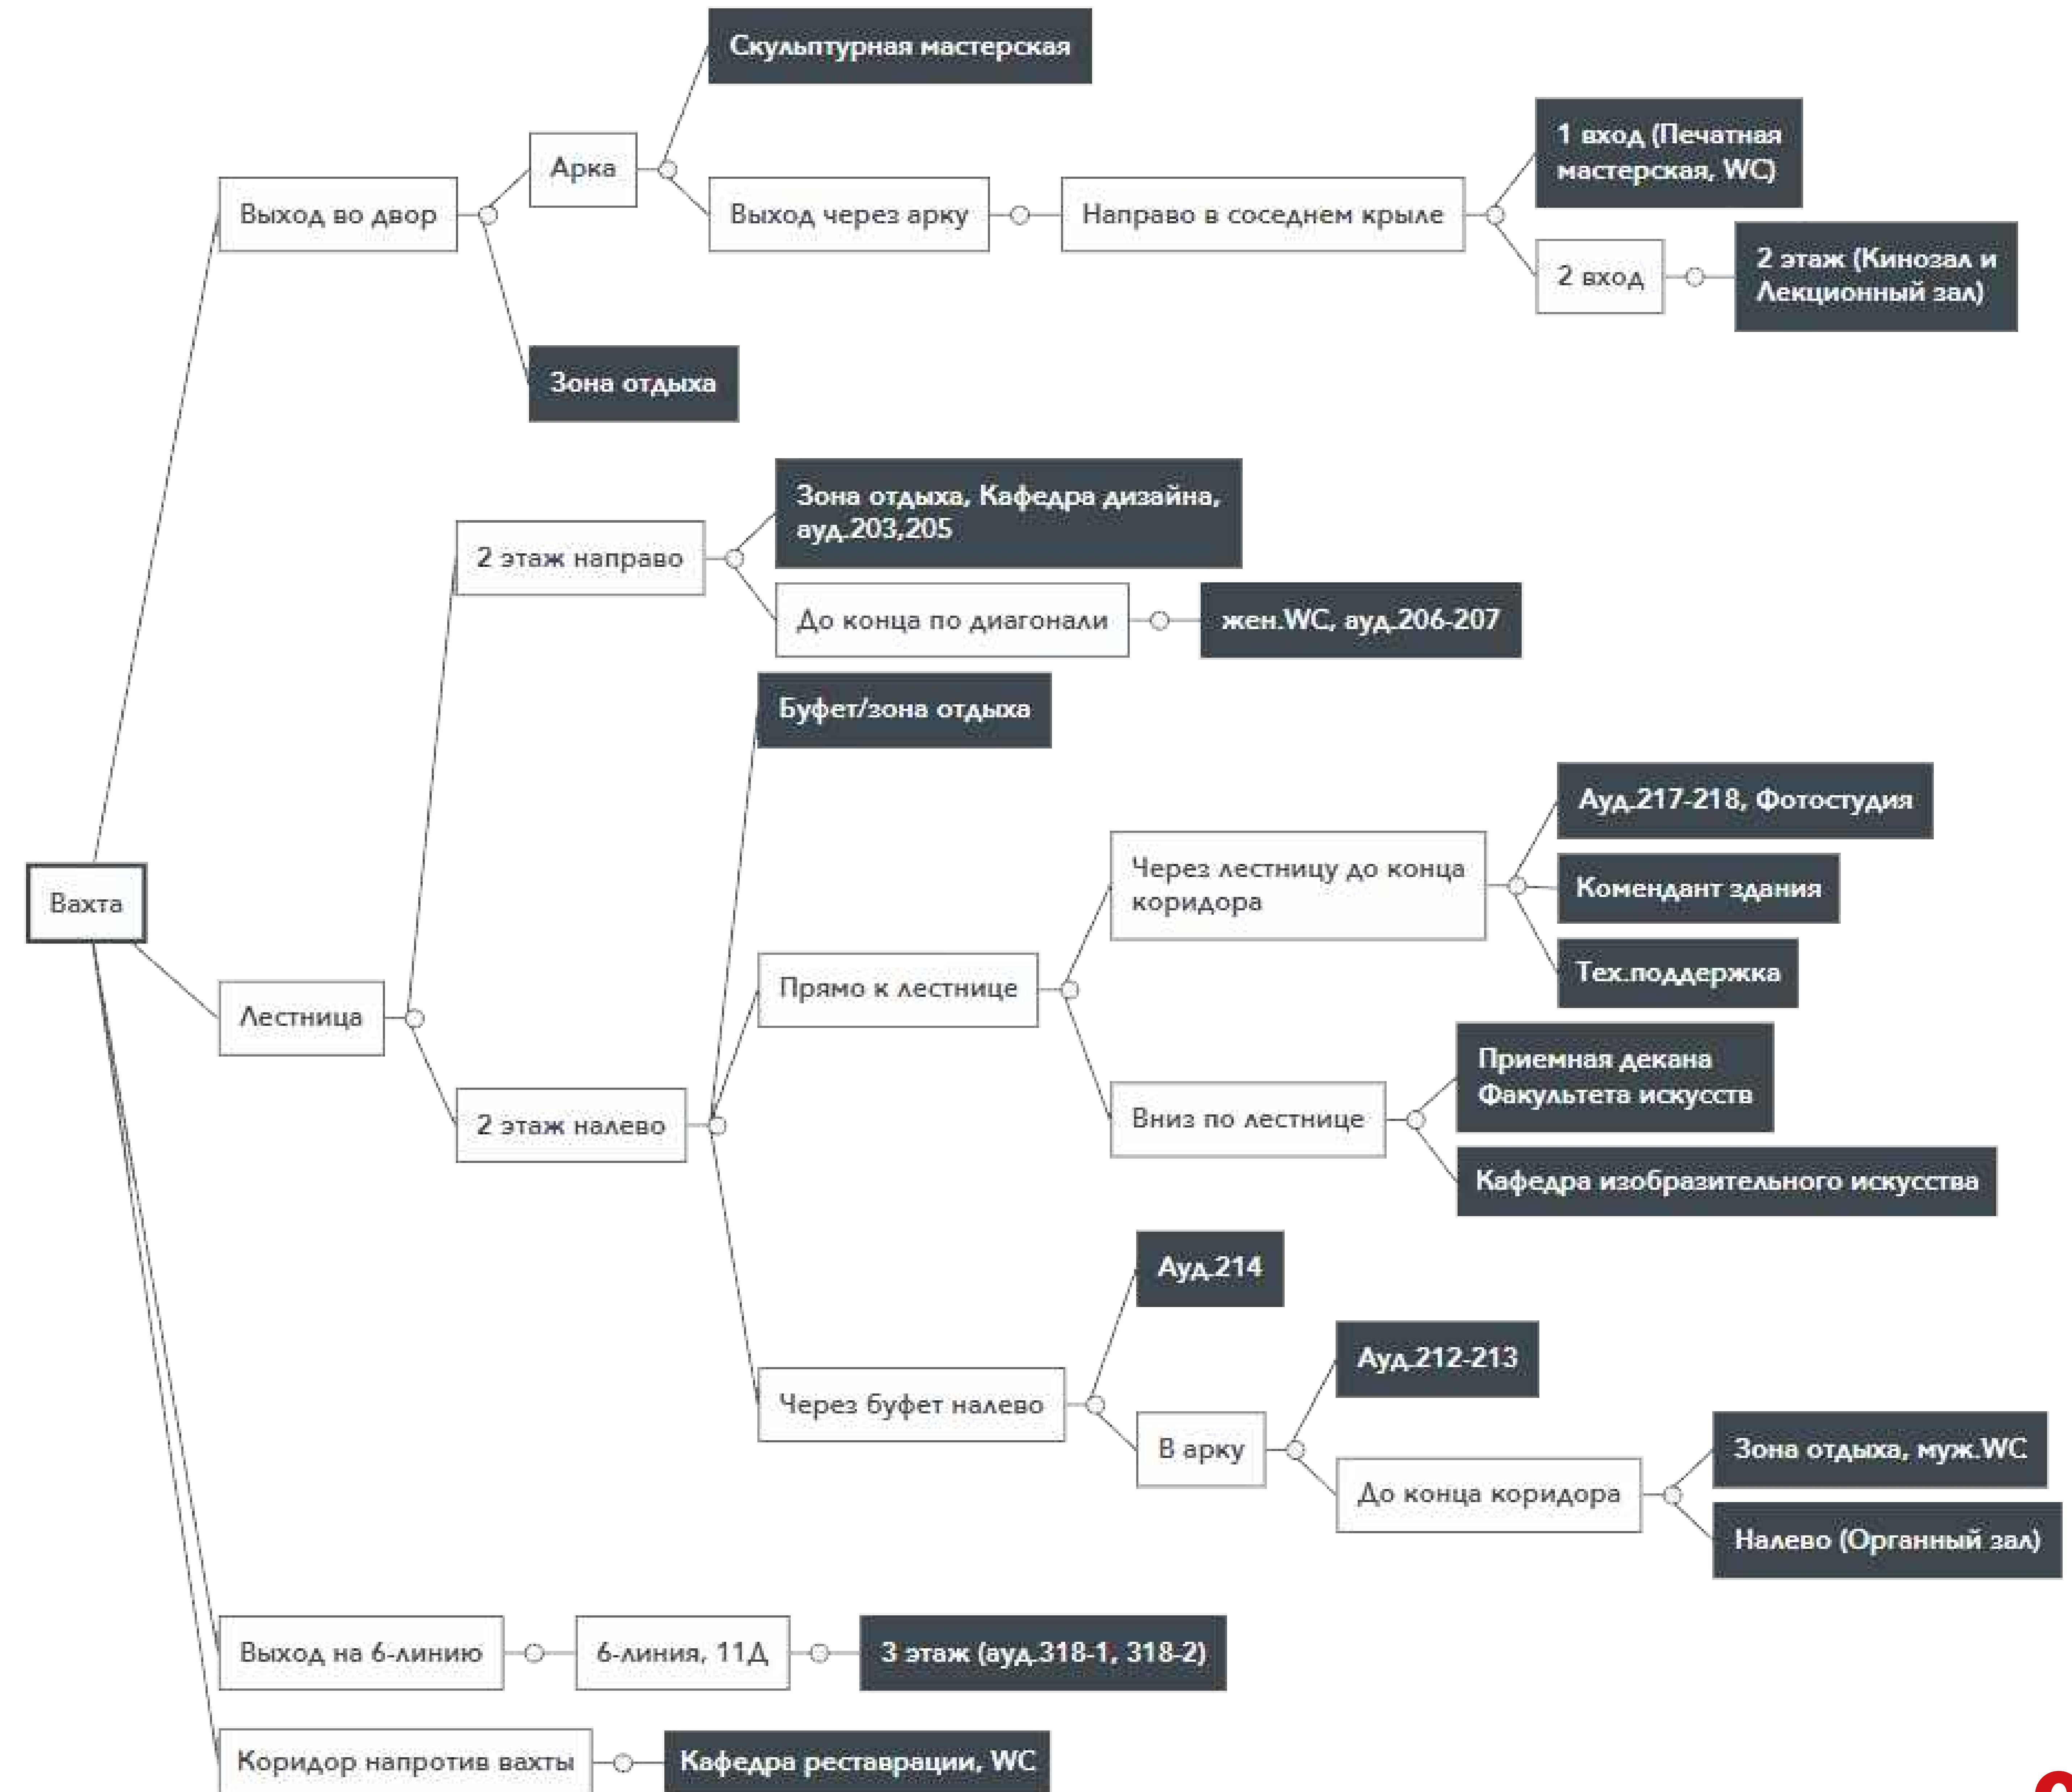 Скульптурная мастерская
1 вход (Печатная
мастерская, WC)
Арка
Выход во двор
Выход через арку
Направо в соседнем крыле
2 вход
2 этаж (Кинозал и
Лекционный зал)
Зона отдыха
Зона отдыха, Кафедра дизайна,
ауд.203,205
2 этаж направо
До конца по диагонали
жен.WC, ауд.206-207
Буфет/зона отдыха
Ауд.217-218, Фотостудия
Через лестницу до конца
коридора
Комендант здания
Вахта
Тех.поддержка
Прямо к лестнице
Лестница
Приемная декана
Факультета искусств
2 этаж налево
Вниз по лестнице
Кафедра изобразительного искусства
Ауд.214
Ауд.212-213
Через буфет налево
В арку
Зона отдыха, муж.WC
До конца коридора
Налево (Органный зал)
Выход на 6-линию
6-линия, 11Д
3 этаж (ауд.318-1, 318-2)
Коридор напротив вахты
Кафедра реставрации, WC